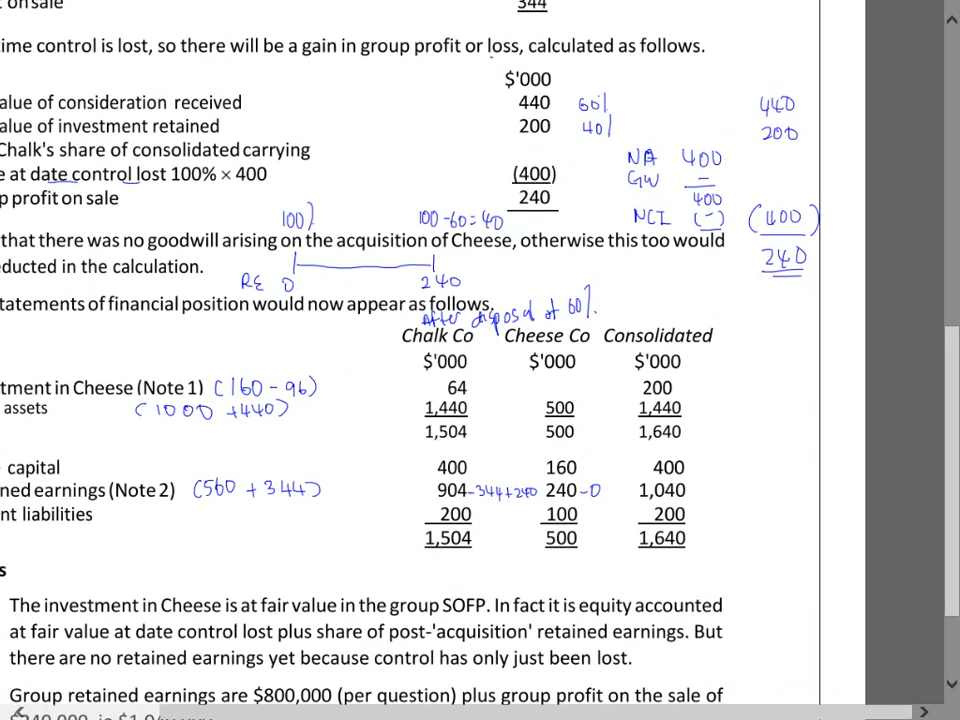 t on sale 344
time control is lost, so there will be a gain in group profit or loss, calculated as follows.
$'000
alue of consideration received 440 60% 440
alue of investment retained 200 40% 200
Chalk's share of consolidated carrying NA 400
e at date control lost 100% × 400 (400) GW –
400
p profit on sale 240 NCI (–) (400)
100% 100-60=40
that there was no goodwill arising on the acquisition of Cheese, otherwise this too would 240
educted in the calculation.
RE 0 240
tatements of financial position would now appear as follows.
After disposal of 60%.
Chalk Co Cheese Co Consolidated
$'000 $'000 $'000
tment in Cheese (Note 1) (160-96) 64 200
assets (1000 +440) 1,440 500 1,440
1,504 500 1,640
capital 400 160 400
ned earnings (Note 2) (560 + 344) 904 -344+240 240 -0 1,040
nt liabilities 200 100 200
1,504 500 1,640
s
The investment in Cheese is at fair value in the group SOFP. In fact it is equity accounted
at fair value at date control lost plus share of post-'acquisition' retained earnings. But
there are no retained earnings yet because control has only just been lost.
Group retained earnings are $800,000 (per question) plus group profit on the sale of